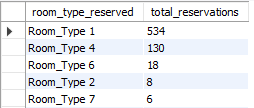 room_type_reserved total_reservations
Room_Type 1 534
Room_Type 4 130
Room_Type 6 18
Room_Type 2 8
Room_Type 7 6